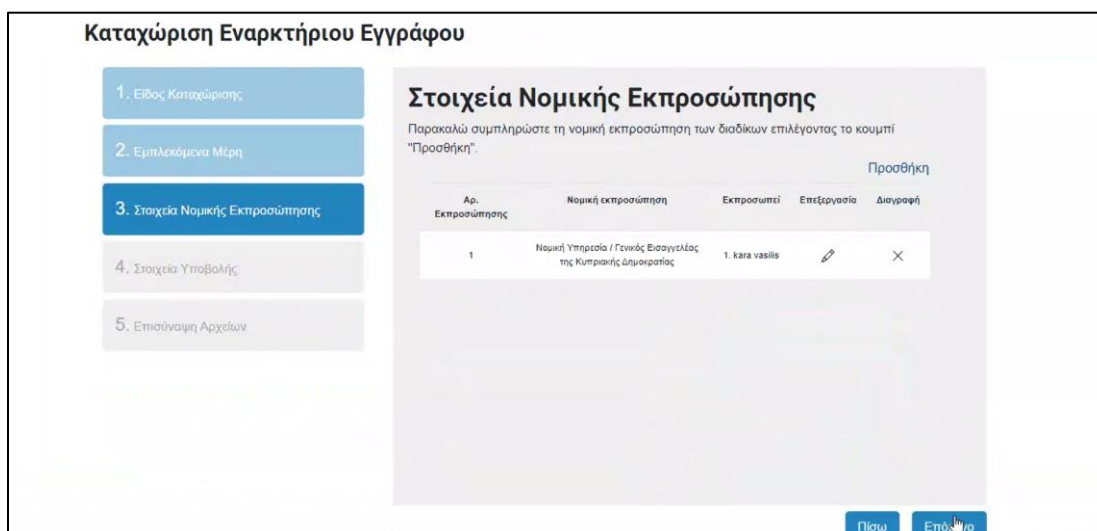 Καταχώριση Εναρκτήριου Εγγράφου
1. Είδος Καταχώρισης
2. Εμπλεκόμενα Μέρη
3. Στοιχεία Νομικής Εκπροσώπησης
4. Στοιχεία Υποβολής
5. Επισύναψη Αρχείων
Στοιχεία Νομικής Εκπροσώπησης
Παρακαλώ συμπληρώστε τη νομική εκπροσώπηση των διαδίκων επιλέγοντας το κουμπί
"Προσθήκη".
Προσθήκη
Αρ. Εκπροσώπησης Νομική εκπροσώπηση Εκπροσωπεί Επεξεργασία Διαγραφή
1 Νομική Υπηρεσία / Γενικός Εισαγγελέας 1. kara vasilis
της Κυπριακής Δημοκρατίας
Πίσω